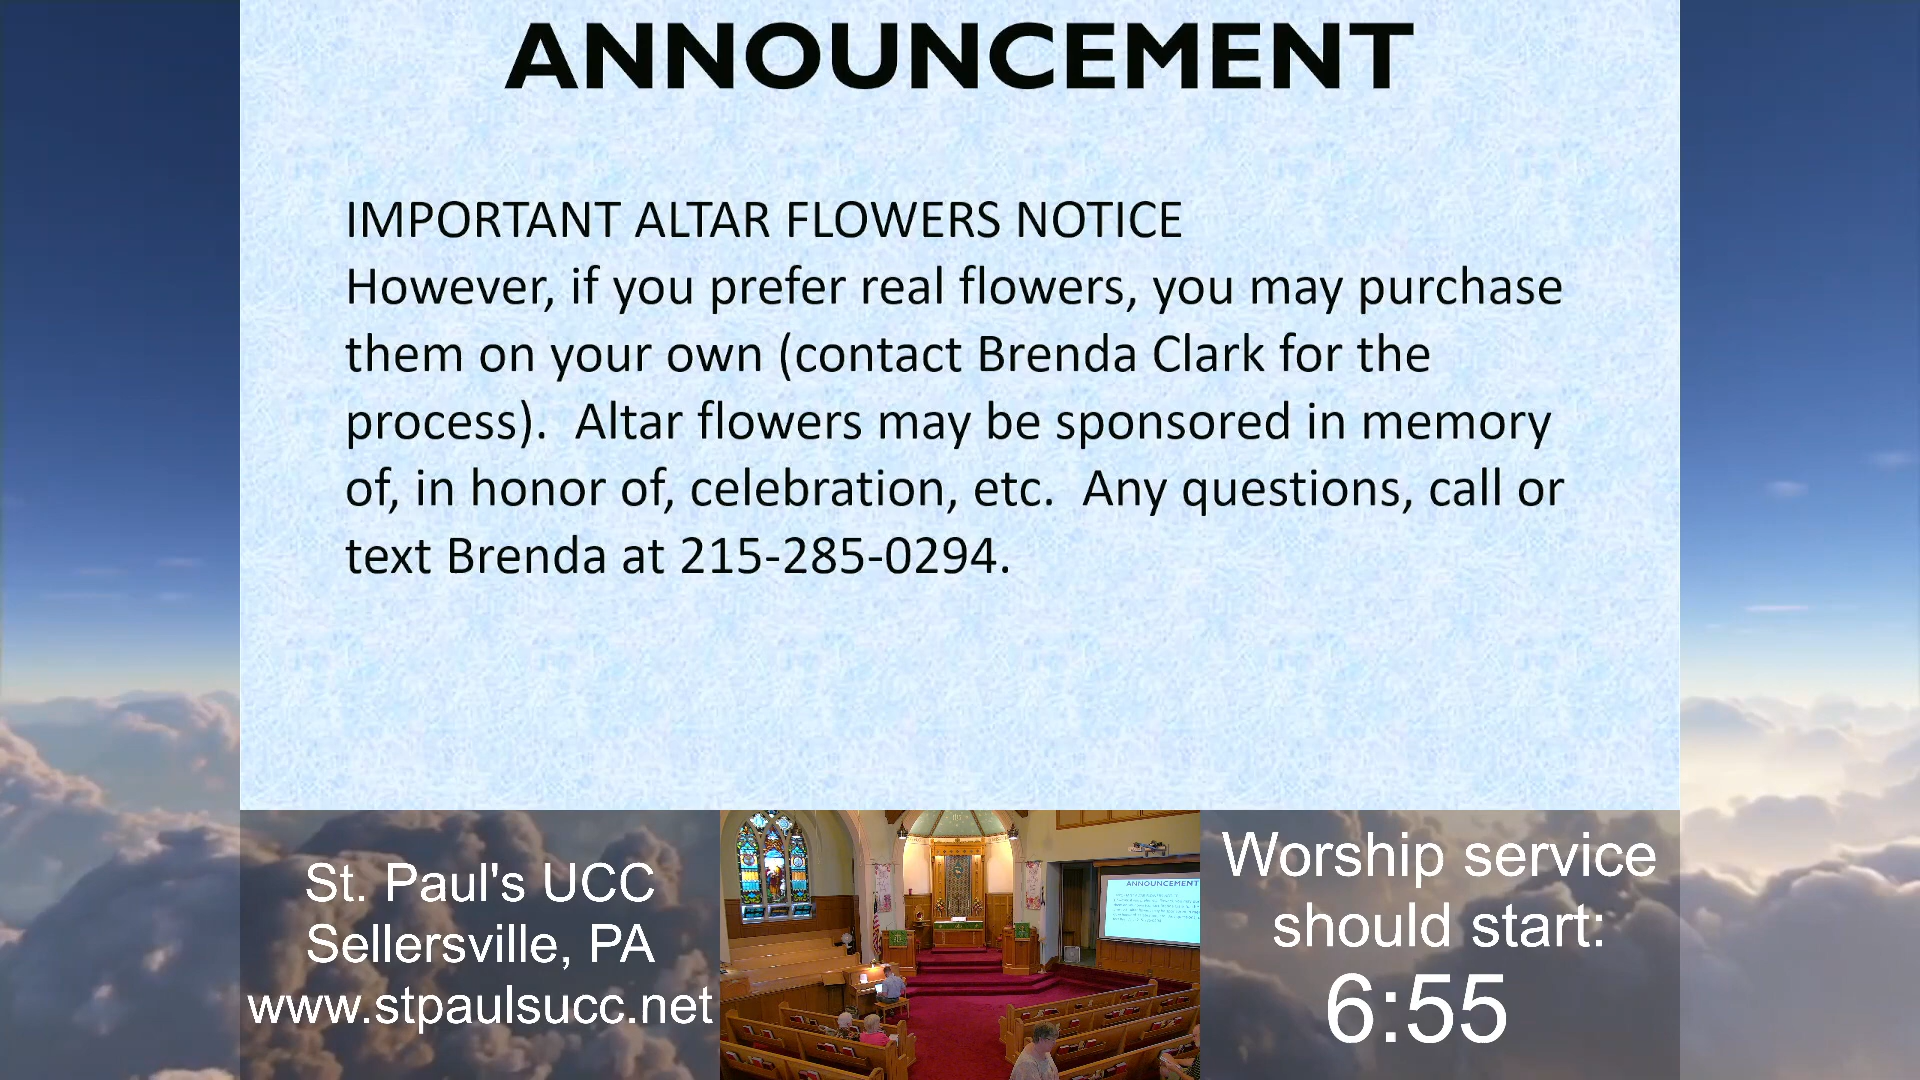 ANNOUNCEMENT
IMPORTANT ALTAR FLOWERS NOTICE
However, if you prefer real flowers, you may purchase
them on your own (contact Brenda Clark for the
process).  Altar flowers may be sponsored in memory
of, in honor of, celebration, etc.  Any questions, call or
text Brenda at 215-285-0294.
St. Paul's UCC
Sellersville, PA
www.stpaulsucc.net
ANNOUNCEMENT
Worship service
should start:
6:55